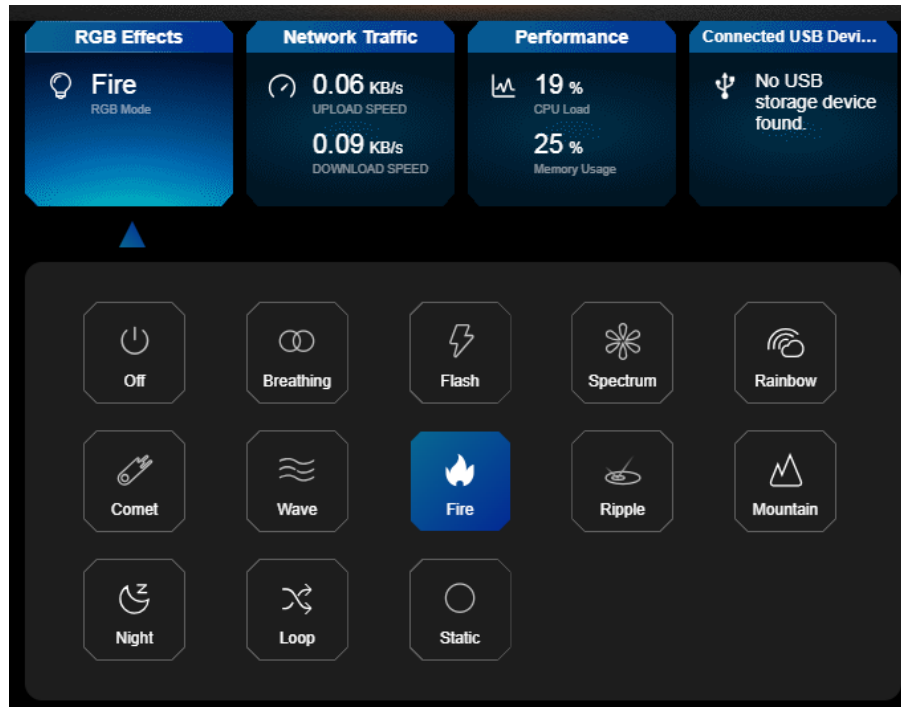 RGB Effects
Fire
RGB Mode
Network Traffic
0.06 KB/s
UPLOAD SPEED
0.09 KB/s
DOWNLOAD SPEED
Performance
19 %
CPU Load
25 %
Memory Usage
Connected USB Devi...
No USB
storage device
found.
Off
Breathing
Flash
Spectrum
Rainbow
Comet
Wave
Fire
Ripple
Mountain
Night
Loop
Static